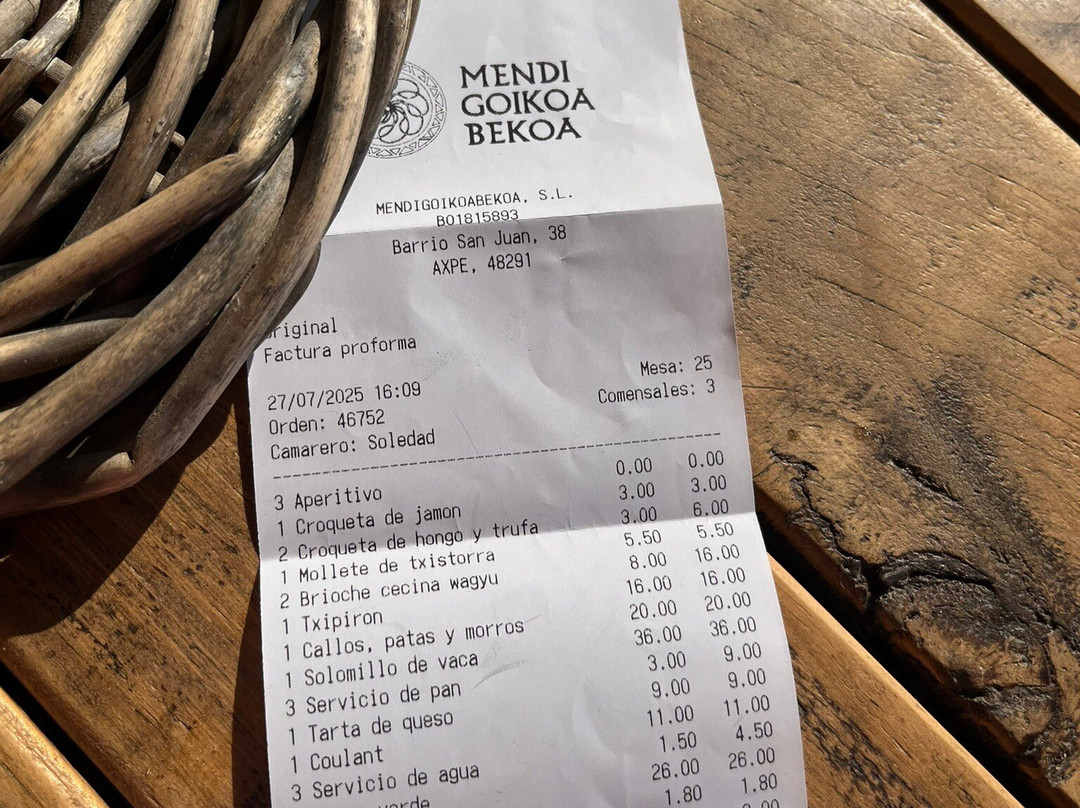 MENDI
GOIKOA
BEKOA
MENDIGOIKOABEKOA, S.L.
B01815893
Barrio San Juan, 38
AXPE, 48291
Original
Factura proforma
27/07/2025 16:09 Mesa: 25
Orden: 46752 Comensales: 3
Camarero: Soledad
3 Aperitivo 0.00 0.00
1 Croqueta de jamon 3.00 3.00
2 Croqueta de hongo y trufa 3.00 6.00
1 Mollete de txistorra 5.50 5.50
2 Brioche cecina wagyu 8.00 16.00
1 Txipiron 16.00 16.00
1 Callos, patas y morros 20.00 20.00
1 Solomillo de vaca 36.00 36.00
3 Servicio de pan 3.00 9.00
1 Tarta de queso 9.00 9.00
1 Coulant 11.00 11.00
3 Servicio de agua 1.50 4.50
verde 26.00 26.00
1.80 1.80